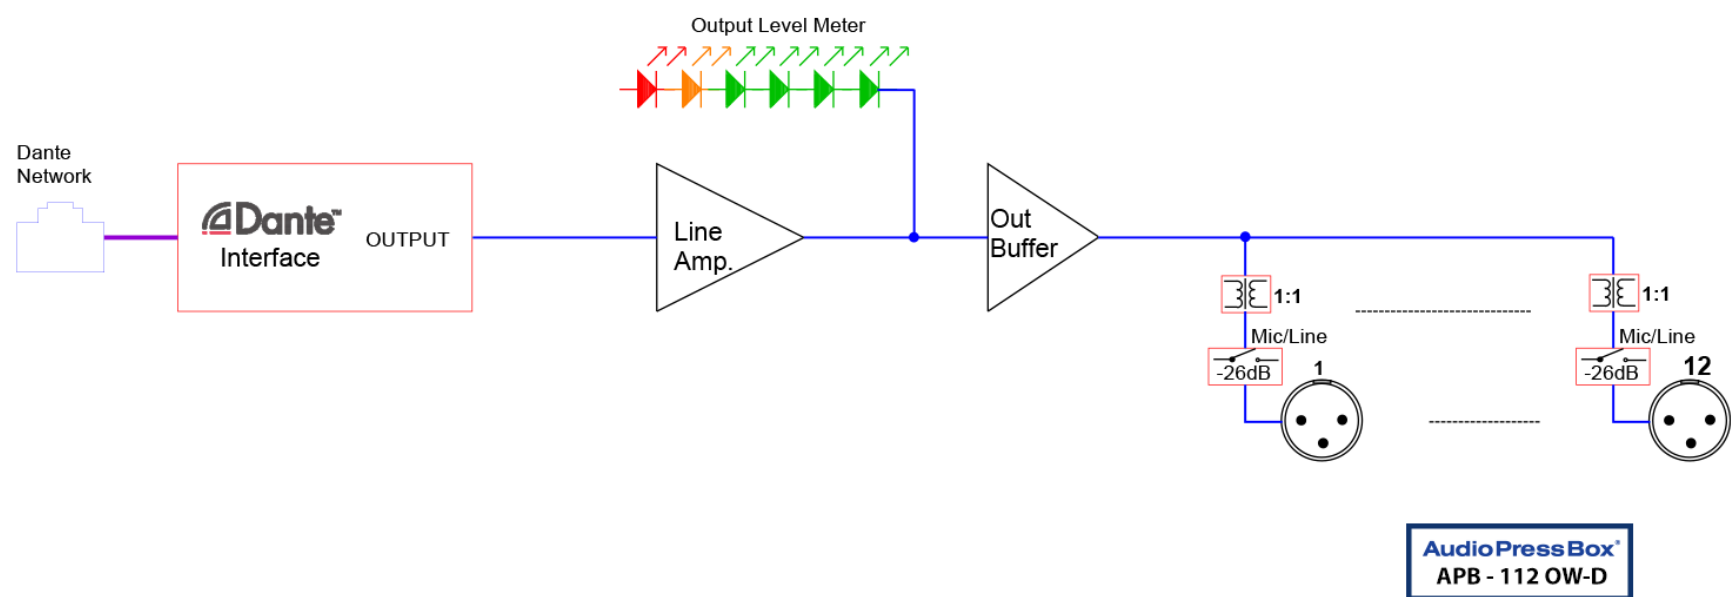 Output Level Meter
Dante
Network
Dante™
Interface
OUTPUT
Line
Amp.
Out
Buffer
1:1
1:1
Mic/Line
Mic/Line
-26dB
-26dB
1
12
AudioPressBox®
APB - 112 OW-D